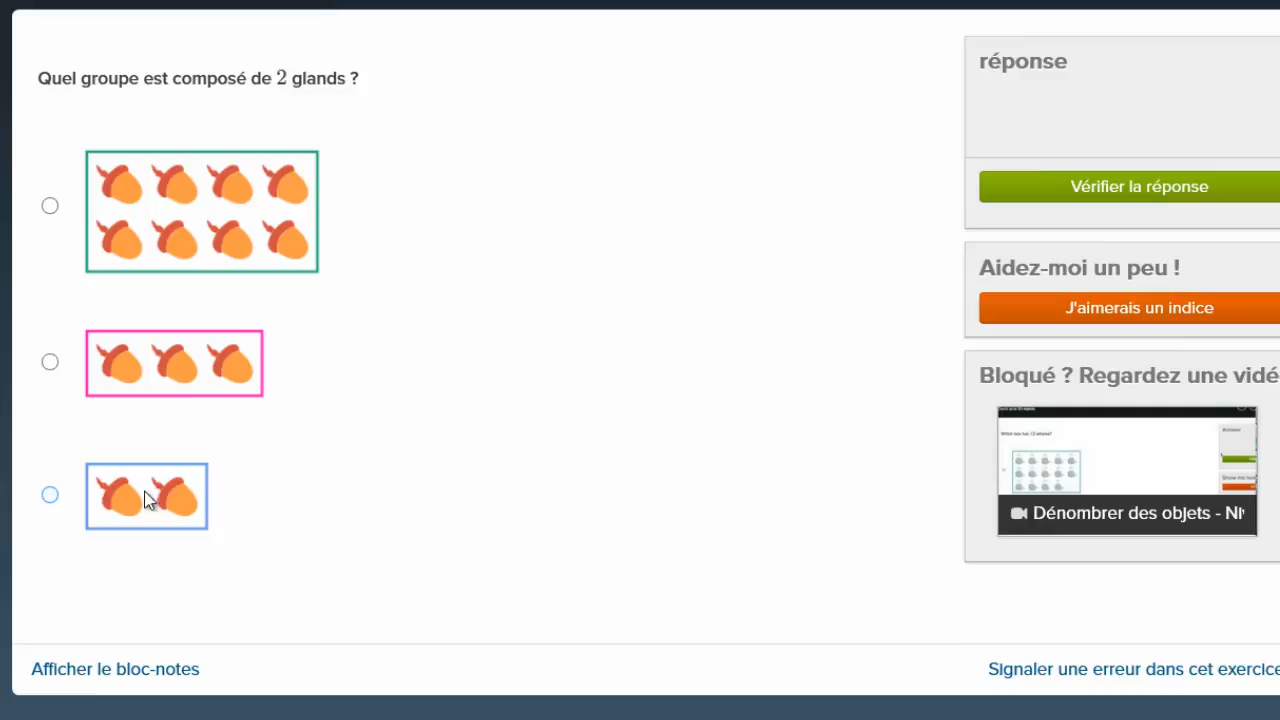 Quel groupe est composé de 2 glands ?
réponse
Vérifier la réponse
Aidez-moi un peu !
J'aimerais un indice
Bloqué ? Regardez une vidé
Dénombrer des objets - Ni
Afficher le bloc-notes
Signaler une erreur dans cet exercice